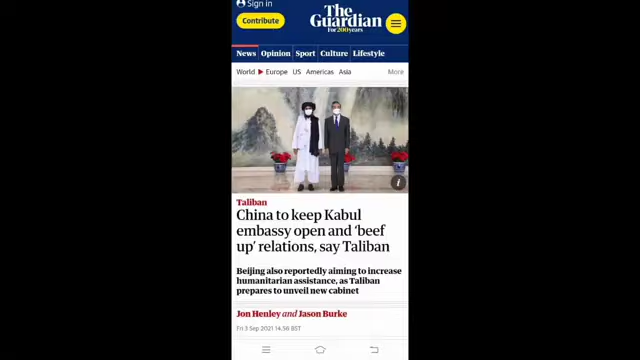 Sign in
Contribute
The
Guardian
For 200 years
News Opinion Sport Culture Lifestyle
World Europe US Americas Asia More
i
Taliban
China to keep Kabul
embassy open and ‘beef
up’ relations, say Taliban
Beijing also reportedly aiming to increase
humanitarian assistance, as Taliban
prepares to unveil new cabinet
Jon Henley and Jason Burke
Fri 3 Sep 2021 14.56 BST